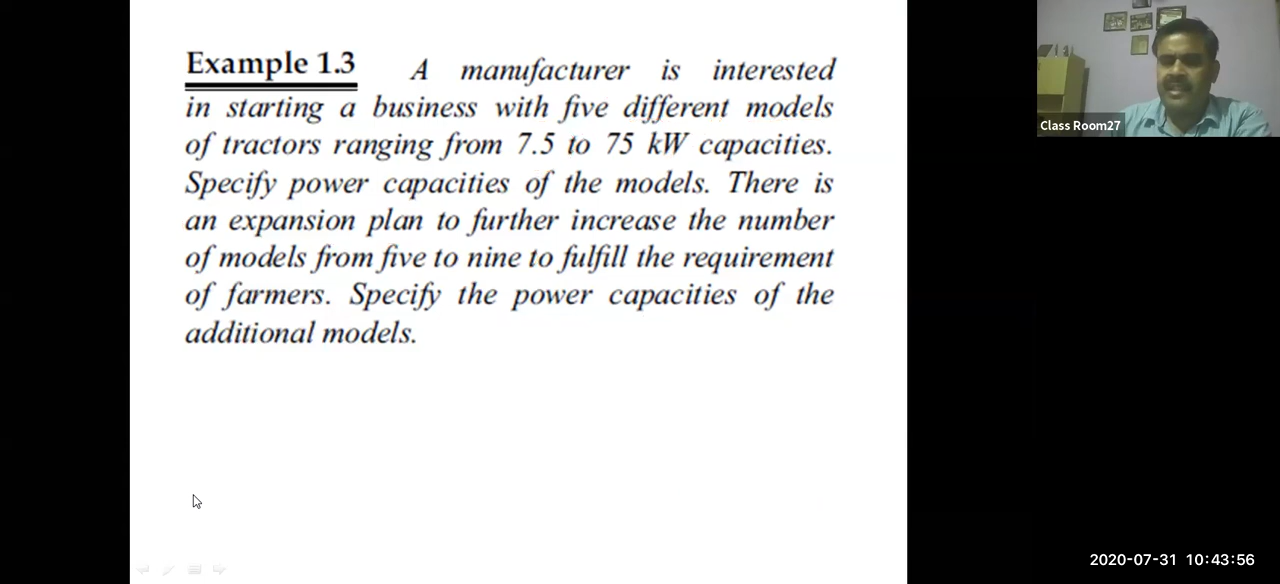 Example 1.3 A manufacturer is interested
in starting a business with five different models
of tractors ranging from 7.5 to 75 kW capacities.
Specify power capacities of the models. There is
an expansion plan to further increase the number
of models from five to nine to fulfill the requirement
of farmers. Specify the power capacities of the
additional models.
Class Room27
2020-07-31 10:43:56